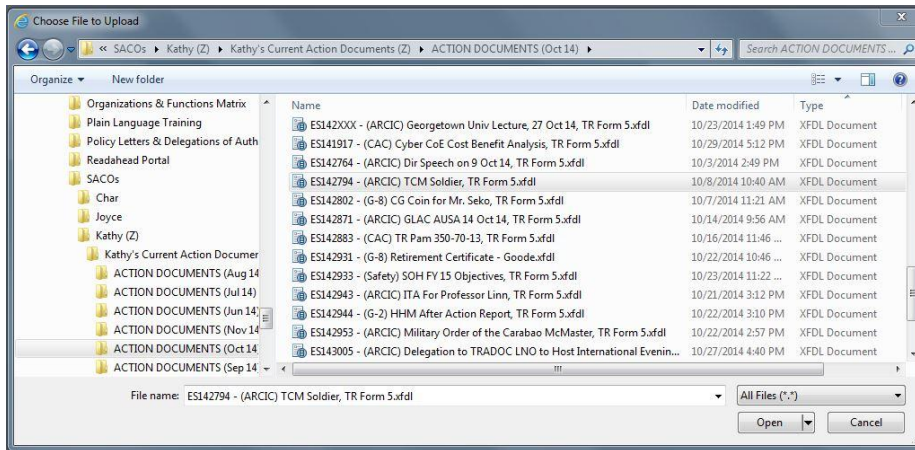 Choose File to Upload
x
« SACOs ▸ Kathy (Z) ▸ Kathy's Current Action Documents (Z) ▸ ACTION DOCUMENTS (Oct 14) ▸
Search ACTION DOCUMENTS ...
Organize ▾ New folder
Name Date modified Type
Organizations & Functions Matrix
Plain Language Training
Policy Letters & Delegations of Auth
Readahead Portal
SACOs
Char
Joyce
Kathy (Z)
Kathy's Current Action Documer
ACTION DOCUMENTS (Aug 14
ACTION DOCUMENTS (Jul 14)
ACTION DOCUMENTS (Jun 14)
ACTION DOCUMENTS (Nov 14
ACTION DOCUMENTS (Oct 14
ACTION DOCUMENTS (Sep 14
ES142XXX - (ARCIC) Georgetown Univ Lecture, 27 Oct 14, TR Form 5.xfdl 10/23/2014 1:49 PM XFDL Document
ES141917 - (CAC) Cyber CoE Cost Benefit Analysis, TR Form 5.xfdl 10/29/2014 5:12 PM XFDL Document
ES142764 - (ARCIC) Dir Speech on 9 Oct 14, TR Form 5.xfdl 10/3/2014 2:49 PM XFDL Document
ES142794 - (ARCIC) TCM Soldier, TR Form 5.xfdl 10/8/2014 10:40 AM XFDL Document
ES142802 - (G-8) CG Coin for Mr. Seko, TR Form 5.xfdl 10/7/2014 11:21 AM XFDL Document
ES142871 - (ARCIC) GLAC AUSA 14 Oct 14, TR Form 5.xfdl 10/14/2014 9:56 AM XFDL Document
ES142883 - (CAC) TR Pam 350-70-13, TR Form 5.xfdl 10/16/2014 11:46 ... XFDL Document
ES142931 - (G-8) Retirement Certificate - Goode.xfdl 10/22/2014 10:46 ... XFDL Document
ES142933 - (Safety) SOH FY 15 Objectives, TR Form 5.xfdl 10/23/2014 11:22 ... XFDL Document
ES142943 - (ARCIC) ITA For Professor Linn, TR Form 5.xfdl 10/21/2014 3:12 PM XFDL Document
ES142944 - (G-2) HHM After Action Report, TR Form 5.xfdl 10/22/2014 3:10 PM XFDL Document
ES142953 - (ARCIC) Military Order of the Carabao McMaster, TR Form 5.xfdl 10/22/2014 2:57 PM XFDL Document
ES143005 - (ARCIC) Delegation to TRADOC LNO to Host International Evenin... 10/27/2014 4:40 PM XFDL Document
File name: ES142794 - (ARCIC) TCM Soldier, TR Form 5.xfdl All Files (*.*)
Open Cancel